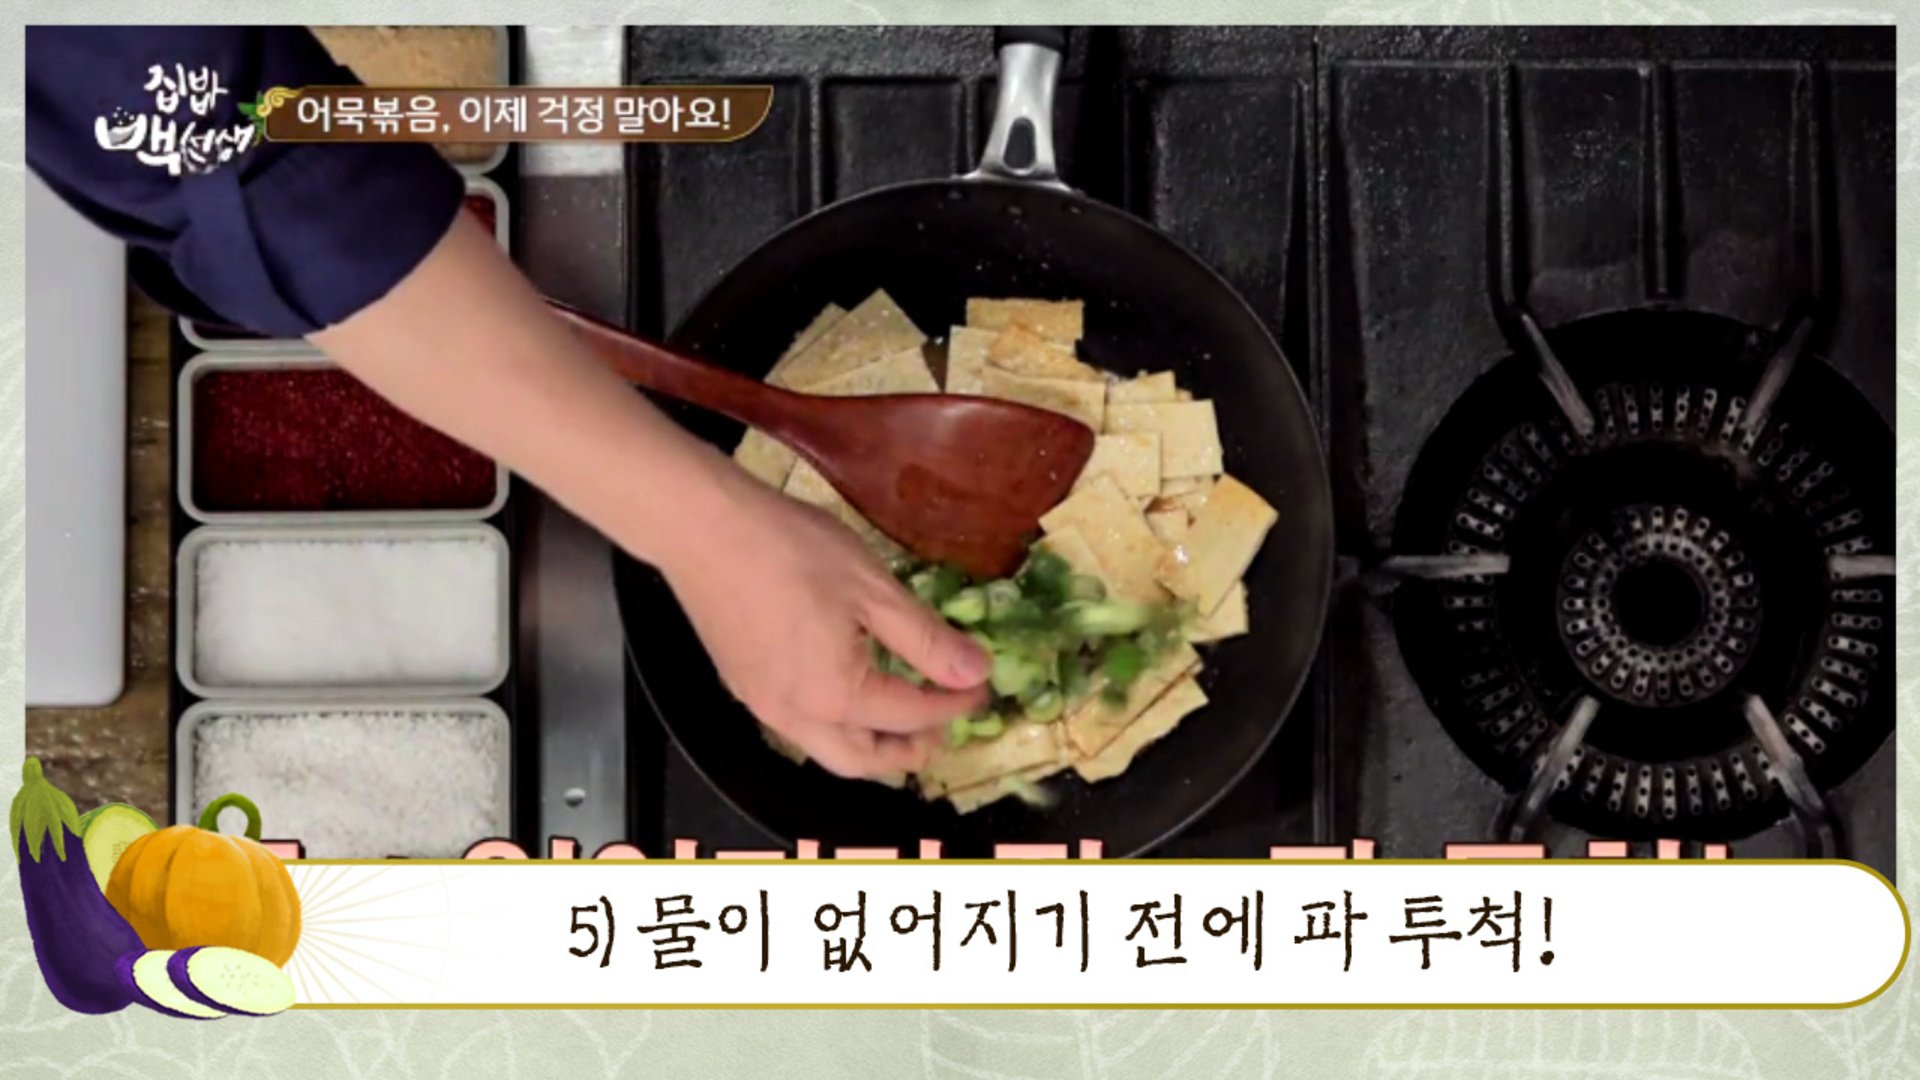 집밥
백선생
어묵볶음, 이제 걱정 말아요!
5) 물이 없어지기 전에 파 투척!